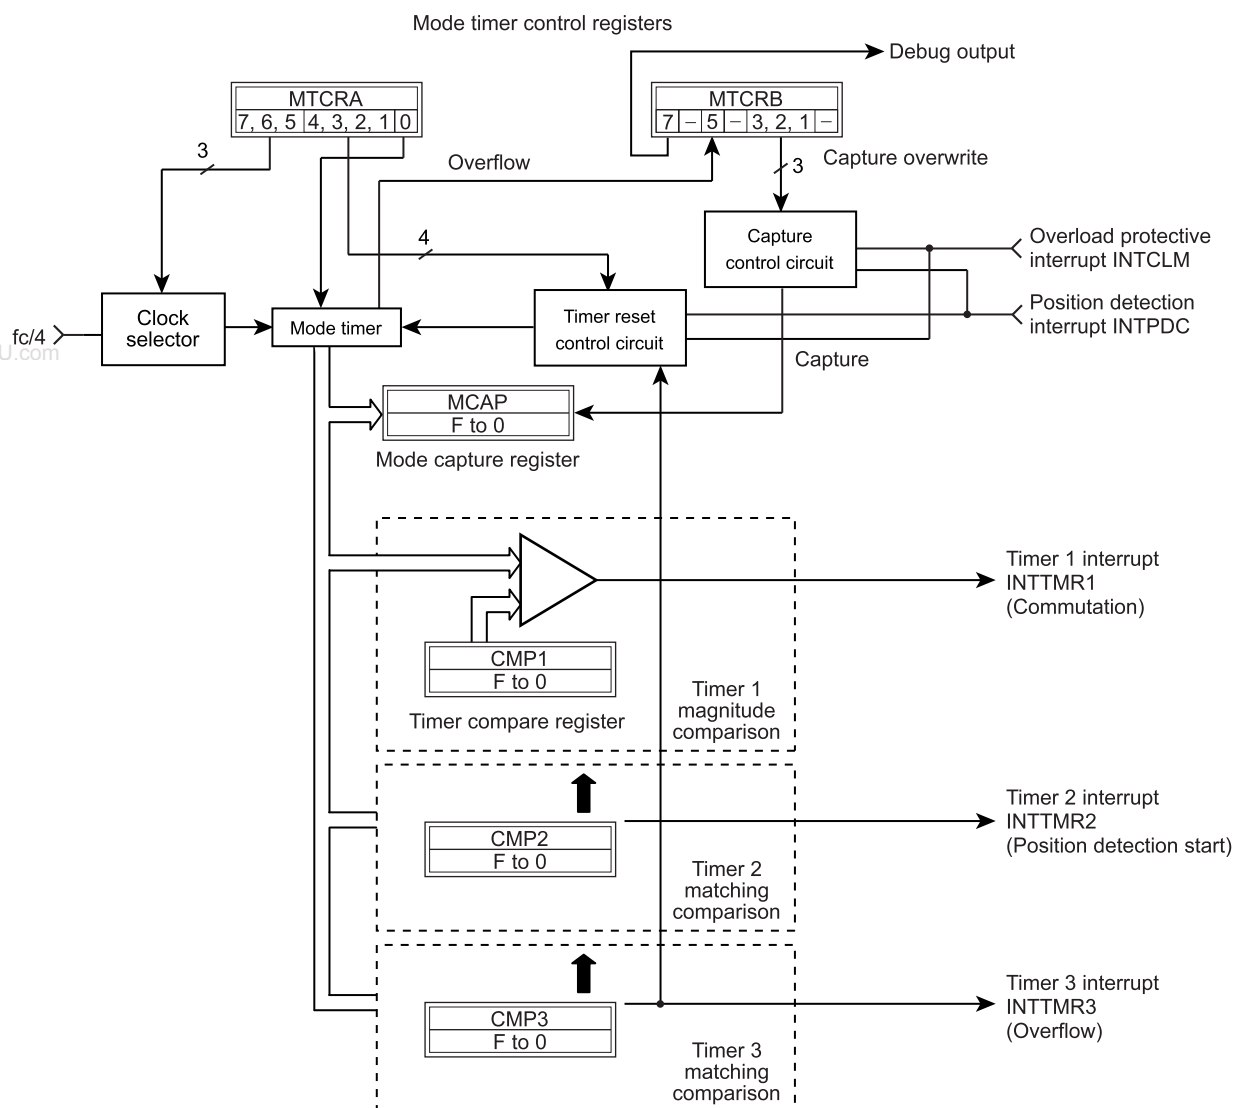 Mode timer control registers
Debug output
MTCRA
7, 6, 5 4, 3, 2, 1 0
MTCRB
7 – 5 – 3, 2, 1 –
3
Overflow
3
Capture overwrite
4
Capture
control circuit
Overload protective
interrupt INTCLM
Position detection
interrupt INTPDC
fc/4
Clock
selector
Mode timer
Timer reset
control circuit
U.com
Capture
MCAP
F to 0
Mode capture register
Timer 1 interrupt
INTTMR1
(Commutation)
CMP1
F to 0
Timer compare register
Timer 1
magnitude
comparison
Timer 2 interrupt
INTTMR2
(Position detection start)
CMP2
F to 0
Timer 2
matching
comparison
Timer 3 interrupt
INTTMR3
(Overflow)
CMP3
F to 0
Timer 3
matching
comparison